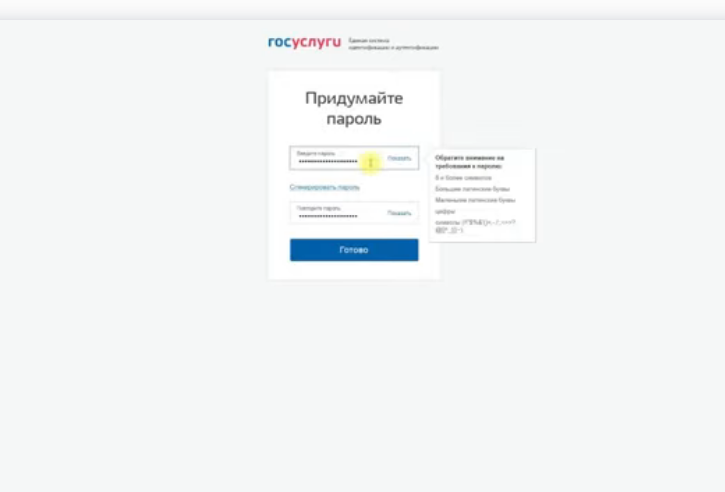 госуслуги
Единая система
идентификации и аутентификации
Придумайте
пароль
Введите пароль
Показать
Обратите внимание на
требования к паролю:
8 и более символов
Большие латинские буквы
Маленькие латинские буквы
цифры
Сгенерировать пароль
Повторите пароль
Показать
символы
Готово